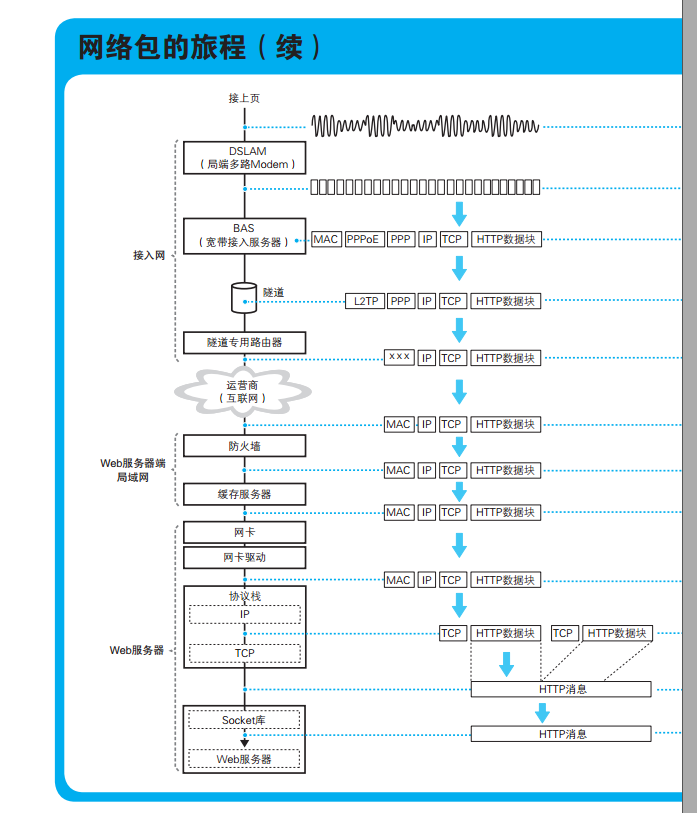 网络包的旅程（续）
接上页
DSLAM
（局端多路Modem）
BAS
（宽带接入服务器）
MAC PPPoE PPP IP TCP HTTP数据块
接入网
隧道
L2TP PPP IP TCP HTTP数据块
隧道专用路由器
xxx IP TCP HTTP数据块
运营商
（互联网）
MAC IP TCP HTTP数据块
防火墙
Web服务器端
局域网
MAC IP TCP HTTP数据块
缓存服务器
MAC IP TCP HTTP数据块
网卡
网卡驱动
MAC IP TCP HTTP数据块
协议栈
IP
TCP HTTP数据块 TCP HTTP数据块
Web服务器
TCP
HTTP消息
Socket库
HTTP消息
Web服务器